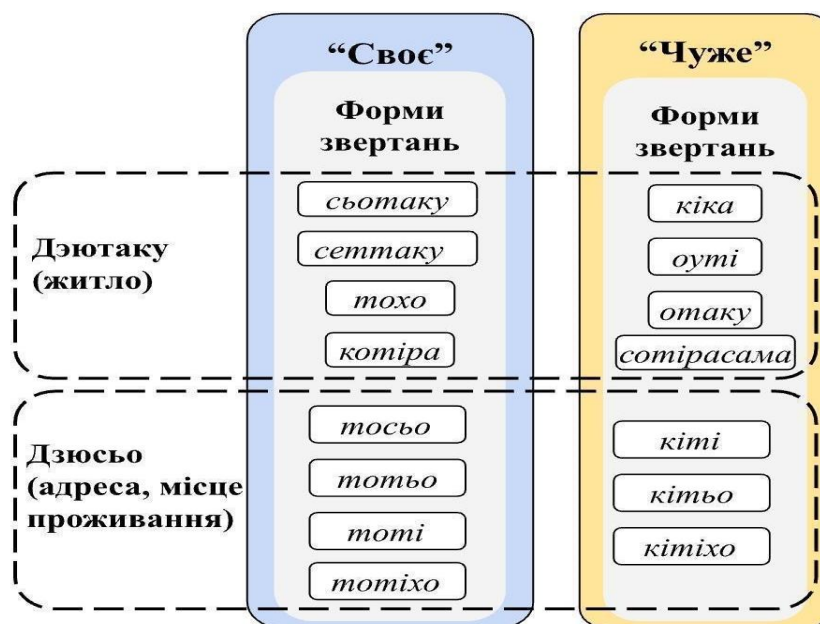 “Своє”
“Чуже”
Форми
звертань
Форми
звертань
Дэютаку
(житло)
сьотаку
сеттаку
тохо
котіра
кіка
оуті
отаку
сотірасама
Дзюсьо
(адреса, місце
проживання)
тосьо
тотьо
тоті
тотіхо
кіті
кітьо
кітіхо